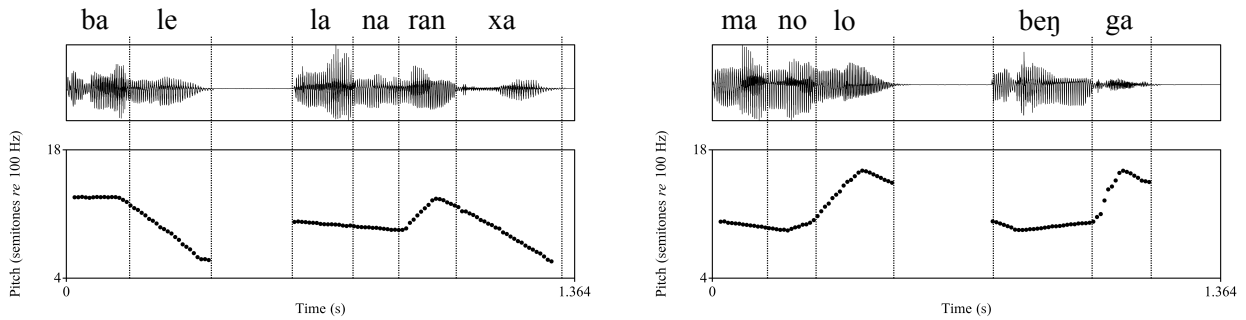 ba le la na ran xa
18
4
Pitch (semitones re 100 Hz)
0 1.364
Time (s)
ma no lo beŋ ga
18
4
Pitch (semitones re 100 Hz)
0 1.364
Time (s)